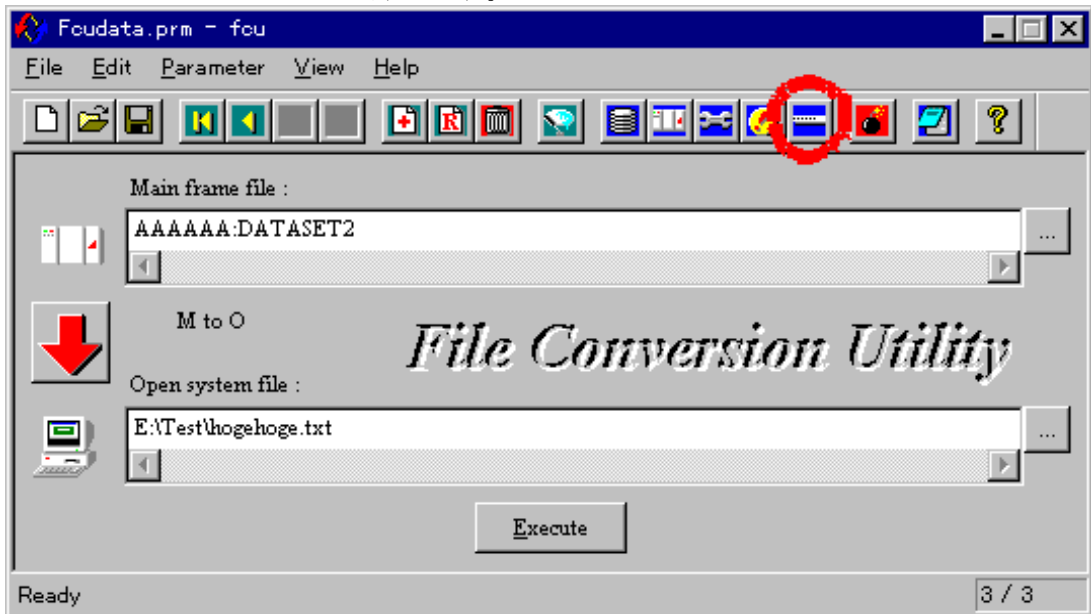 Fcudata.prm - fcu
File Edit Parameter View Help
R
?
Main frame file :
AAAAAA:DATASET2
...
M to O
File Conversion Utility
Open system file :
E:\Test\hogehoge.txt
...
Execute
Ready 3 / 3